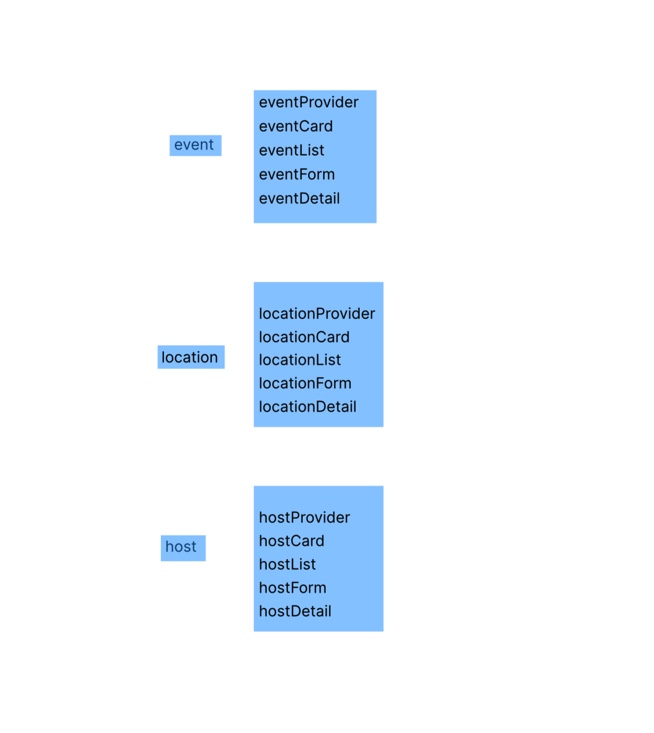 event
eventProvider
eventCard
eventList
eventForm
eventDetail
location
locationProvider
locationCard
locationList
locationForm
locationDetail
host
hostProvider
hostCard
hostList
hostForm
hostDetail